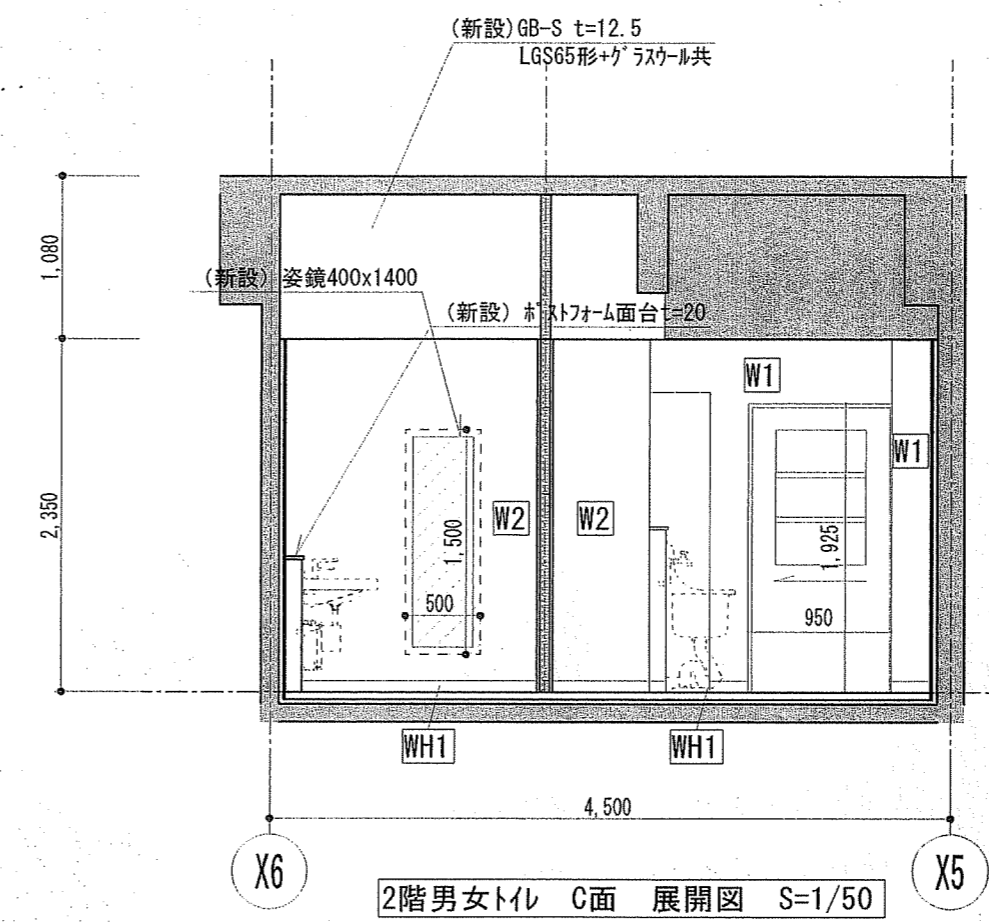 (新設)GB-S t=12.5
LGS65形+グラスウール共
1,080
(新設) 姿鏡400x1400
(新設) ポストフォーム面台t=20
W1
W1
2,350
W2
W2
1,500
1,925
500
950
WH1
WH1
4,500
X6
X5
2階男女トイレ C面 展開図 S=1/50